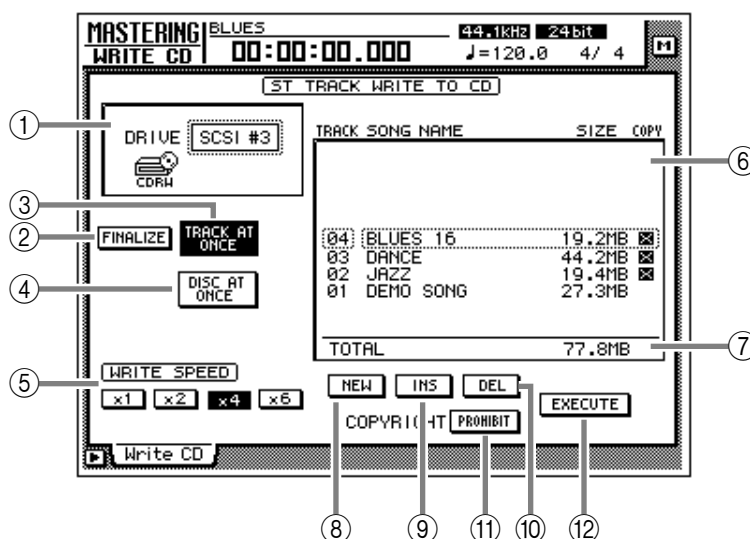 MASTERING BLUES 44.1kHz 24bit
WRITE CD 00:00:00.000 ♩=120.0 4/ 4 M
ST TRACK WRITE TO CD
① DRIVE SCSI #3
CDRW
TRACK SONG NAME SIZE COPY
⑥
③
② FINALIZE TRACK AT ONCE
④ DISC AT ONCE
04 BLUES 16 19.2MB
03 DANCE 44.2MB
02 JAZZ 19.4MB
01 DEMO SONG 27.3MB
TOTAL 77.8MB ⑦
⑤ WRITE SPEED
x1 x2 x4 x6
NEW INS DEL
COPYRIGHT PROHIBIT EXECUTE
Write CD
⑧ ⑨ ⑪ ⑩ ⑫